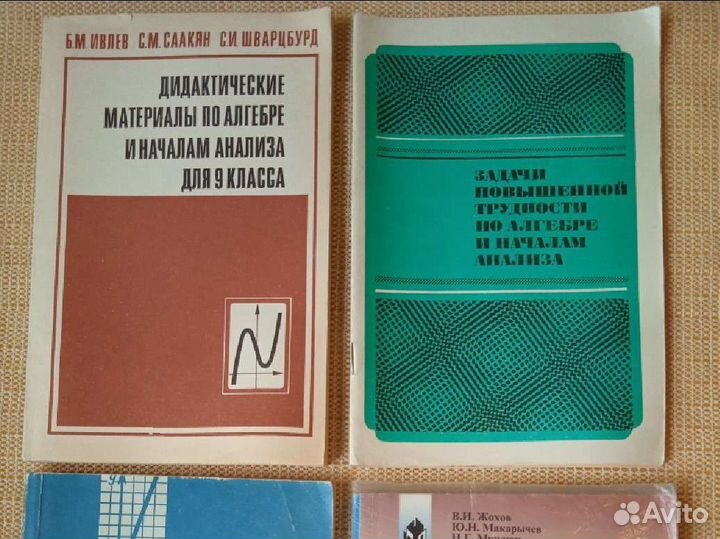 Б.М. ИВЛЕВ С.М. СААКЯН С.И. ШВАРЦБУРД
ДИДАКТИЧЕСКИЕ
МАТЕРИАЛЫ ПО АЛГЕБРЕ
И НАЧАЛАМ АНАЛИЗА
ДЛЯ 9 КЛАССА
ЗАДАЧИ
ПОВЫШЕННОЙ
ТРУДНОСТИ
ПО АЛГЕБРЕ
И НАЧАЛАМ
АНАЛИЗА
y
В.И. Жохов
Ю.Н. Макарычев
Н.Г. Миндюк
Avito